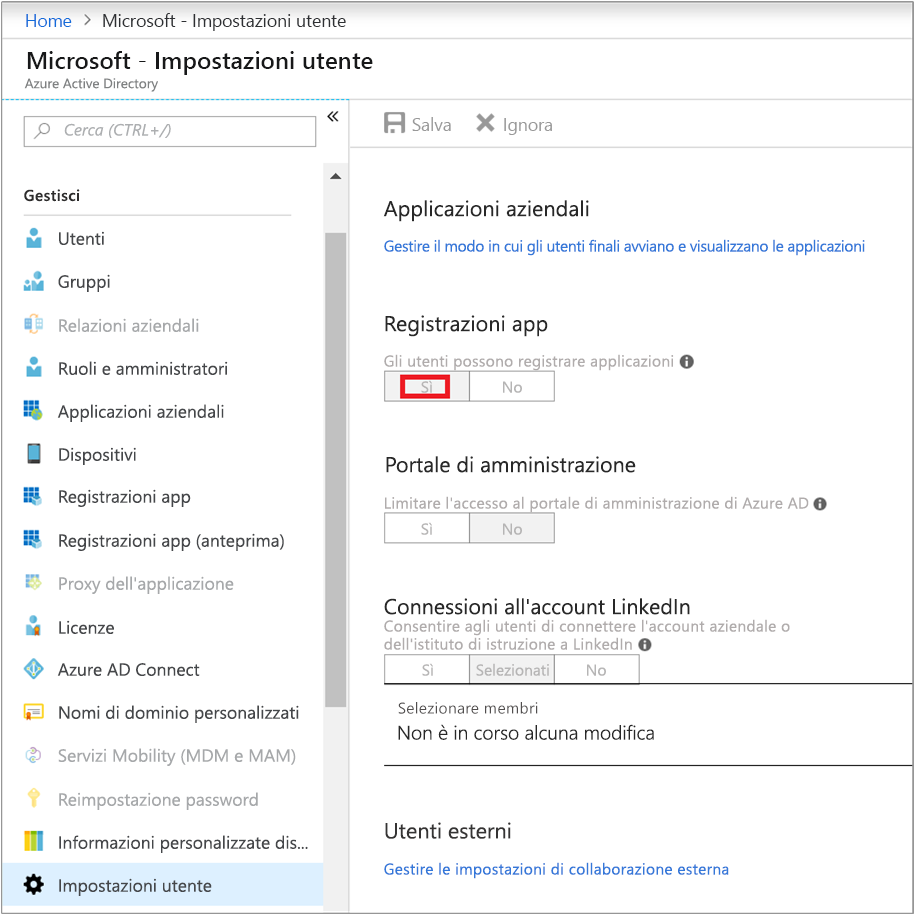 Home > Microsoft - Impostazioni utente
Microsoft - Impostazioni utente
Azure Active Directory
Cerca (CTRL+/)
«
Gestisci
Utenti
Gruppi
Relazioni aziendali
Ruoli e amministratori
Applicazioni aziendali
Dispositivi
Registrazioni app
Registrazioni app (anteprima)
Proxy dell'applicazione
Licenze
Azure AD Connect
Nomi di dominio personalizzati
Servizi Mobility (MDM e MAM)
Reimpostazione password
Informazioni personalizzate dis...
Impostazioni utente
Salva Ignora
Applicazioni aziendali
Gestire il modo in cui gli utenti finali avviano e visualizzano le applicazioni
Registrazioni app
Gli utenti possono registrare applicazioni
Sì No
Portale di amministrazione
Limitare l'accesso al portale di amministrazione di Azure AD
Sì No
Connessioni all'account LinkedIn
Consentire agli utenti di connettere l'account aziendale o
dell'istituto di istruzione a LinkedIn
Sì Selezionati No
Selezionare membri
Non è in corso alcuna modifica
Utenti esterni
Gestire le impostazioni di collaborazione esterna